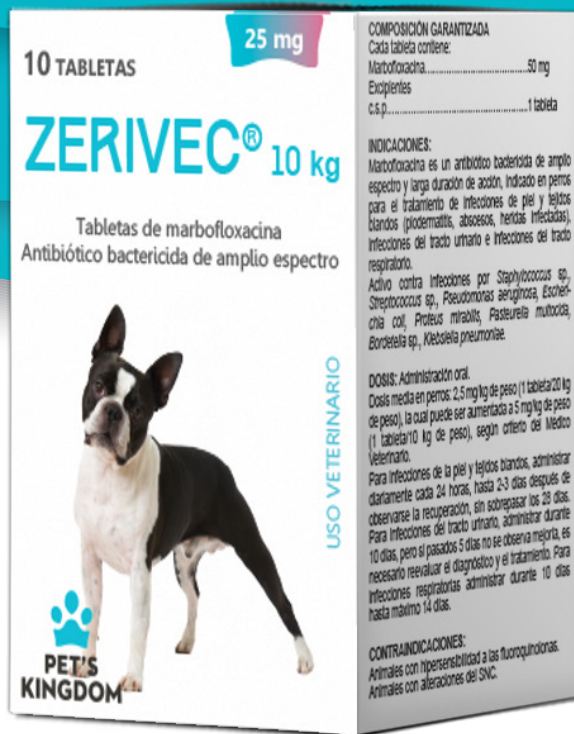 25 mg
10 TABLETAS
ZERIVEC® 10 kg
Tabletas de marbofloxacina
Antibiótico bactericida de amplio espectro
USO VETERINARIO
PET'S
KINGDOM
COMPOSICIÓN GARANTIZADA
Cada tableta contiene:
Marbofloxacina..............................50 mg
Excipientes
c.s.p..........................................1 tableta
INDICACIONES:
Marbofloxacina es un antibiótico bactericida de amplio
espectro y larga duración de acción, indicado en perros
para el tratamiento de infecciones de piel y tejidos
blandos (piodermatitis, abscesos, heridas infectadas),
infecciones del tracto urinario e infecciones del tracto
respiratorio.
Activo contra infecciones por Staphylococcus sp.,
Streptococcus sp., Pseudomonas aeruginosa, Escheri-
chia coli, Proteus mirabilis, Pasteurella multocida,
Bordetella sp., Klebsiella pneumoniae.
DOSIS: Administración oral.
Dosis media en perros: 2,5 mg/kg de peso (1 tableta/20 kg
de peso), la cual puede ser aumentada a 5 mg/kg de peso
(1 tableta/10 kg de peso), según criterio del Médico
Veterinario.
Para infecciones de la piel y tejidos blandos, administrar
diariamente cada 24 horas, hasta 2-3 días después de
observarse la recuperación, sin sobrepasar los 28 días.
Para infecciones del tracto urinario, administrar durante
10 días, pero si pasados 5 días no se observa mejoría, es
necesario reevaluar el diagnóstico y el tratamiento. Para
infecciones respiratorias administrar durante 10 días
hasta máximo 14 días.
CONTRAINDICACIONES:
Animales con hipersensibilidad a las fluoroquinolonas.
Animales con alteraciones del SNC.